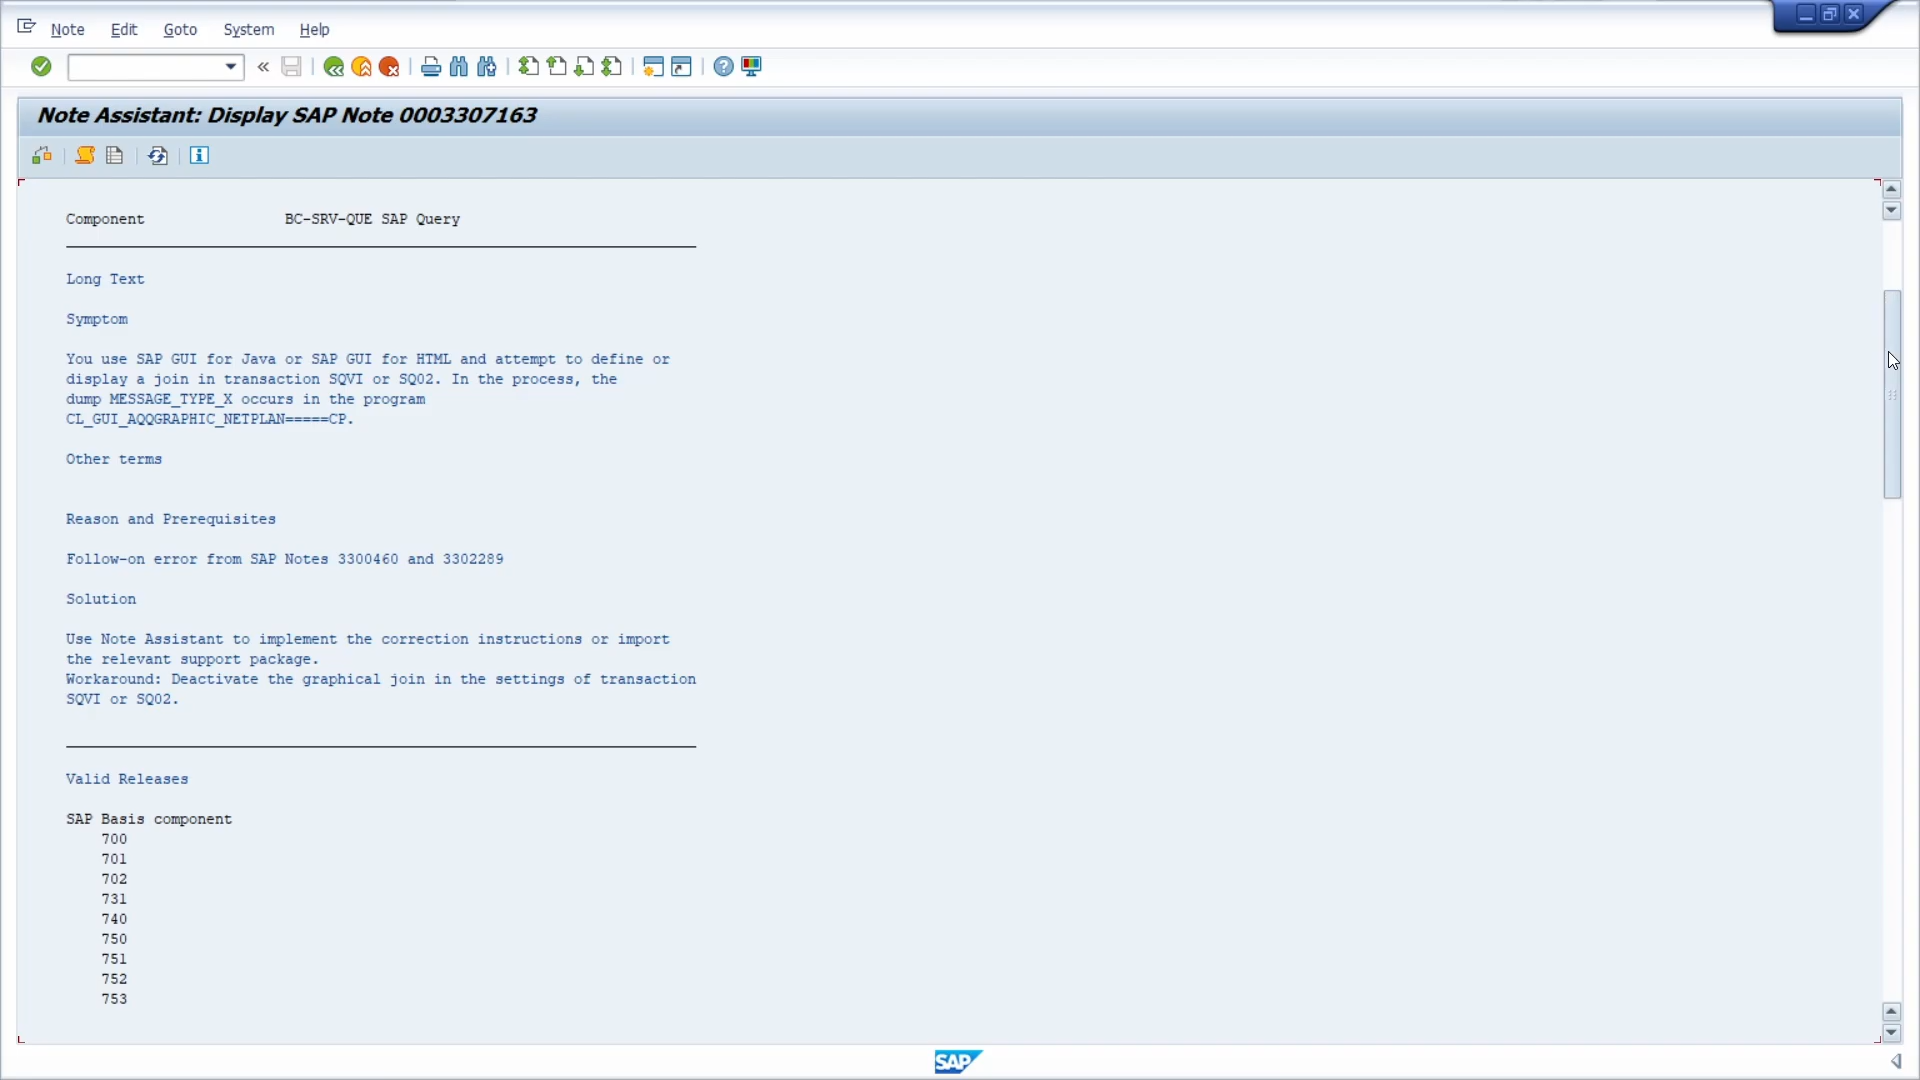 Note Edit Goto System Help
Note Assistant: Display SAP Note 0003307163
Component BC-SRV-QUE SAP Query
Long Text
Symptom
You use SAP GUI for Java or SAP GUI for HTML and attempt to define or
display a join in transaction SQVI or SQ02. In the process, the
dump MESSAGE_TYPE_X occurs in the program
CL_GUI_AQQGRAPHIC_NETPLAN=====CP.
Other terms
Reason and Prerequisites
Follow-on error from SAP Notes 3300460 and 3302289
Solution
Use Note Assistant to implement the correction instructions or import
the relevant support package.
Workaround: Deactivate the graphical join in the settings of transaction
SQVI or SQ02.
Valid Releases
SAP Basis component
700
701
702
731
740
750
751
752
753
SAP